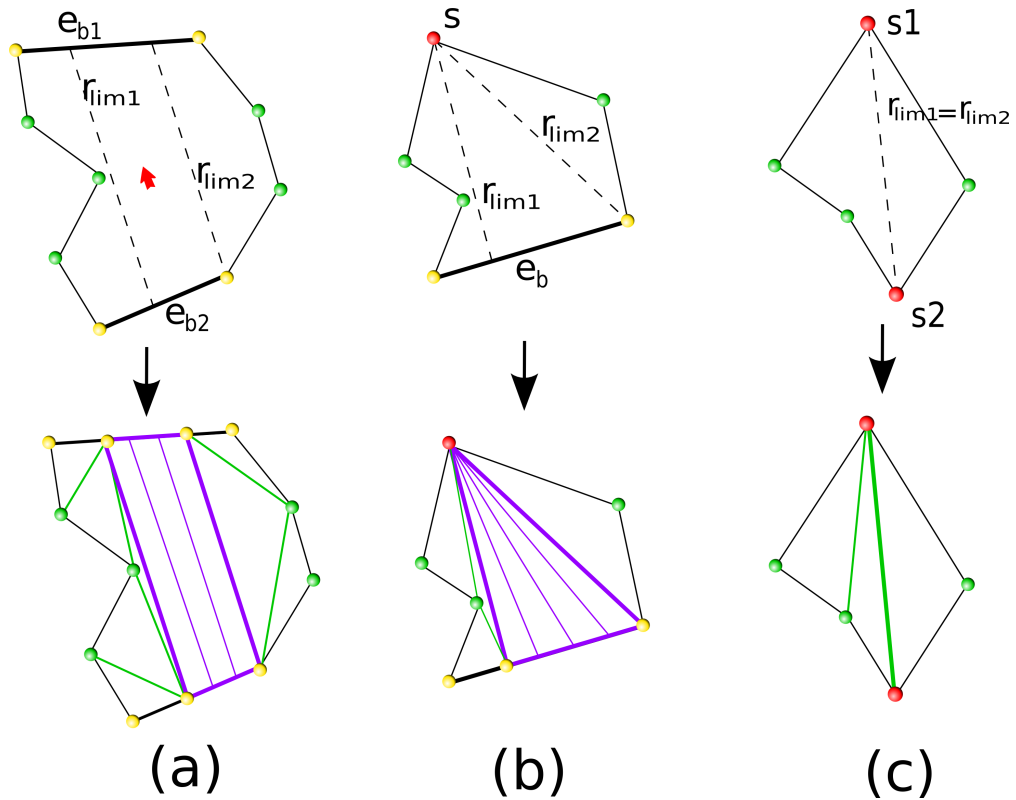 e_b1
r_lim1
r_lim2
e_b2
s
r_lim2
r_lim1
e_b
s1
r_lim1=r_lim2
s2
(a)
(b)
(c)